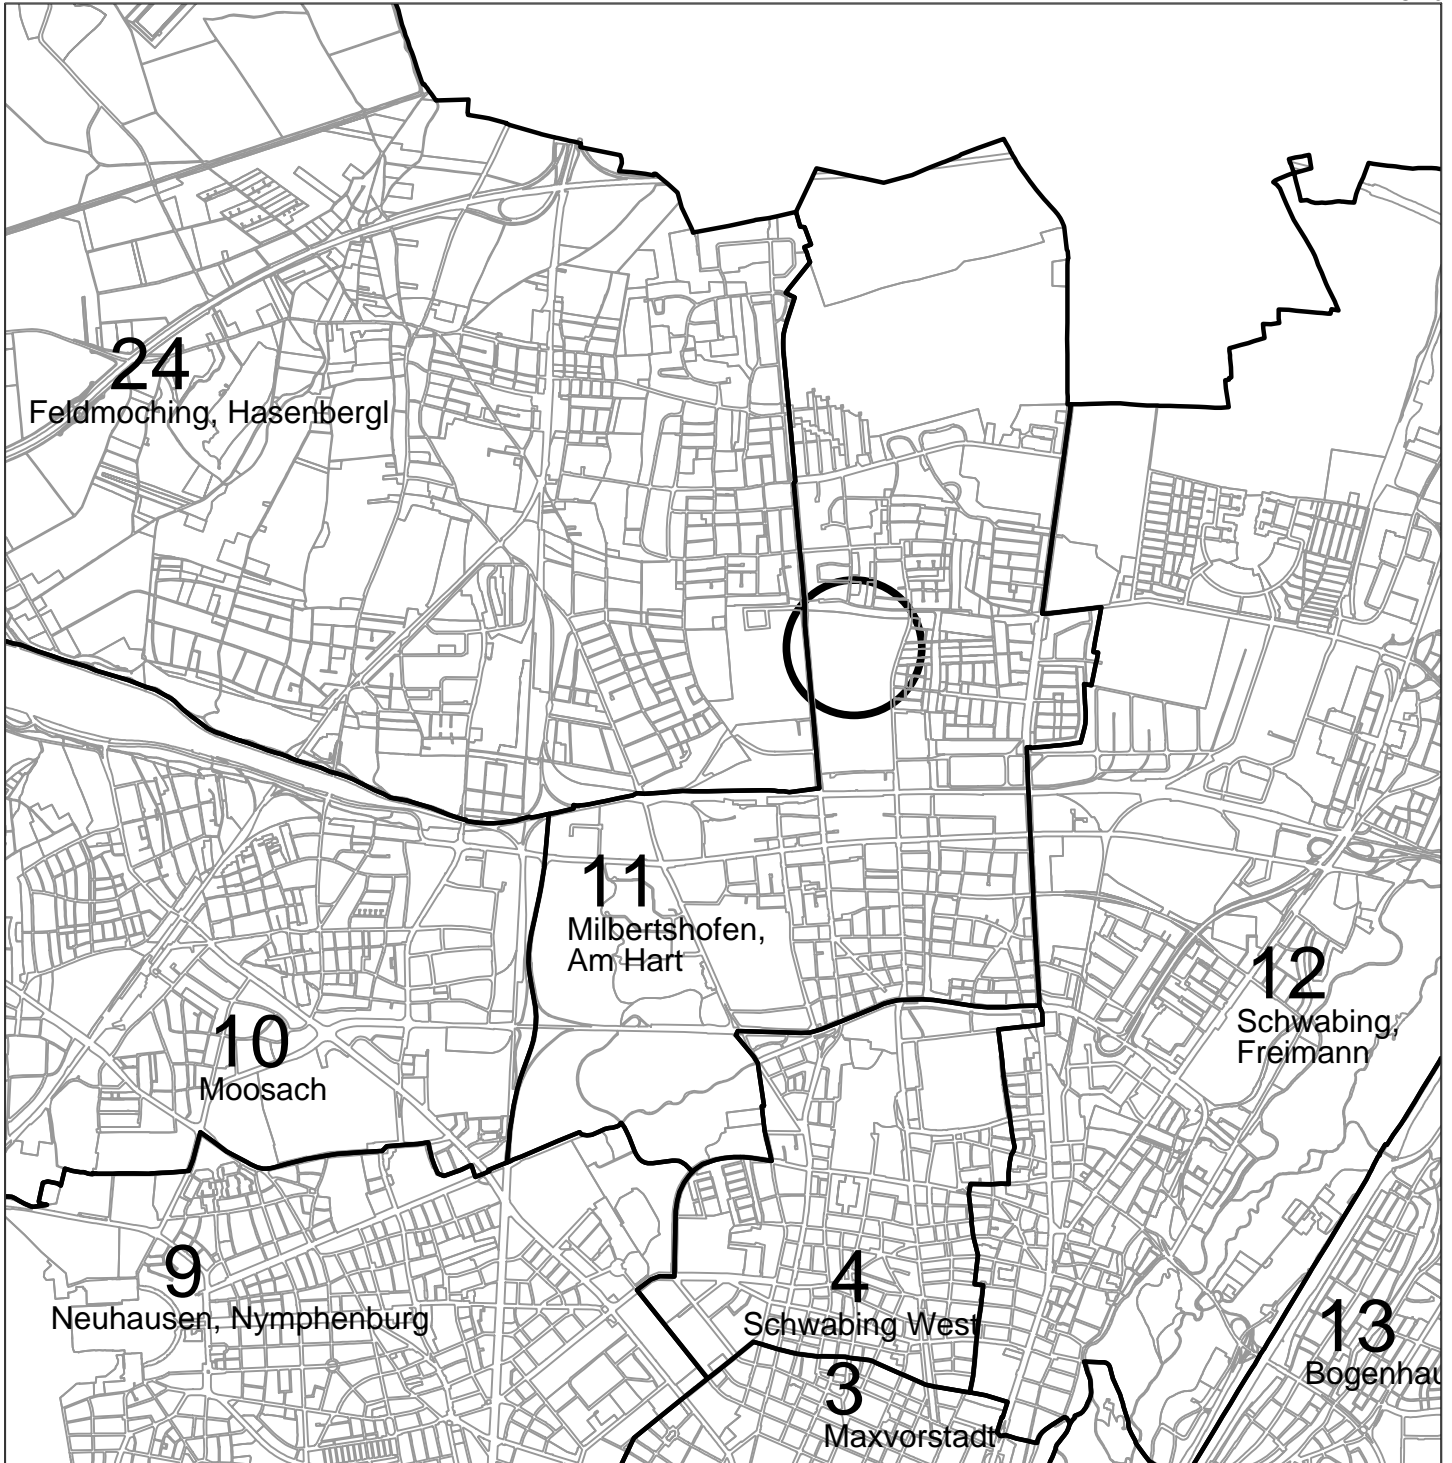 24
Feldmoching, Hasenbergl
11
Milbertshofen,
Am Hart
12
Schwabing,
Freimann
10
Moosach
9
Neuhausen, Nymphenburg
4
Schwabing West
13
Bogenhau
3
Maxvorstadt